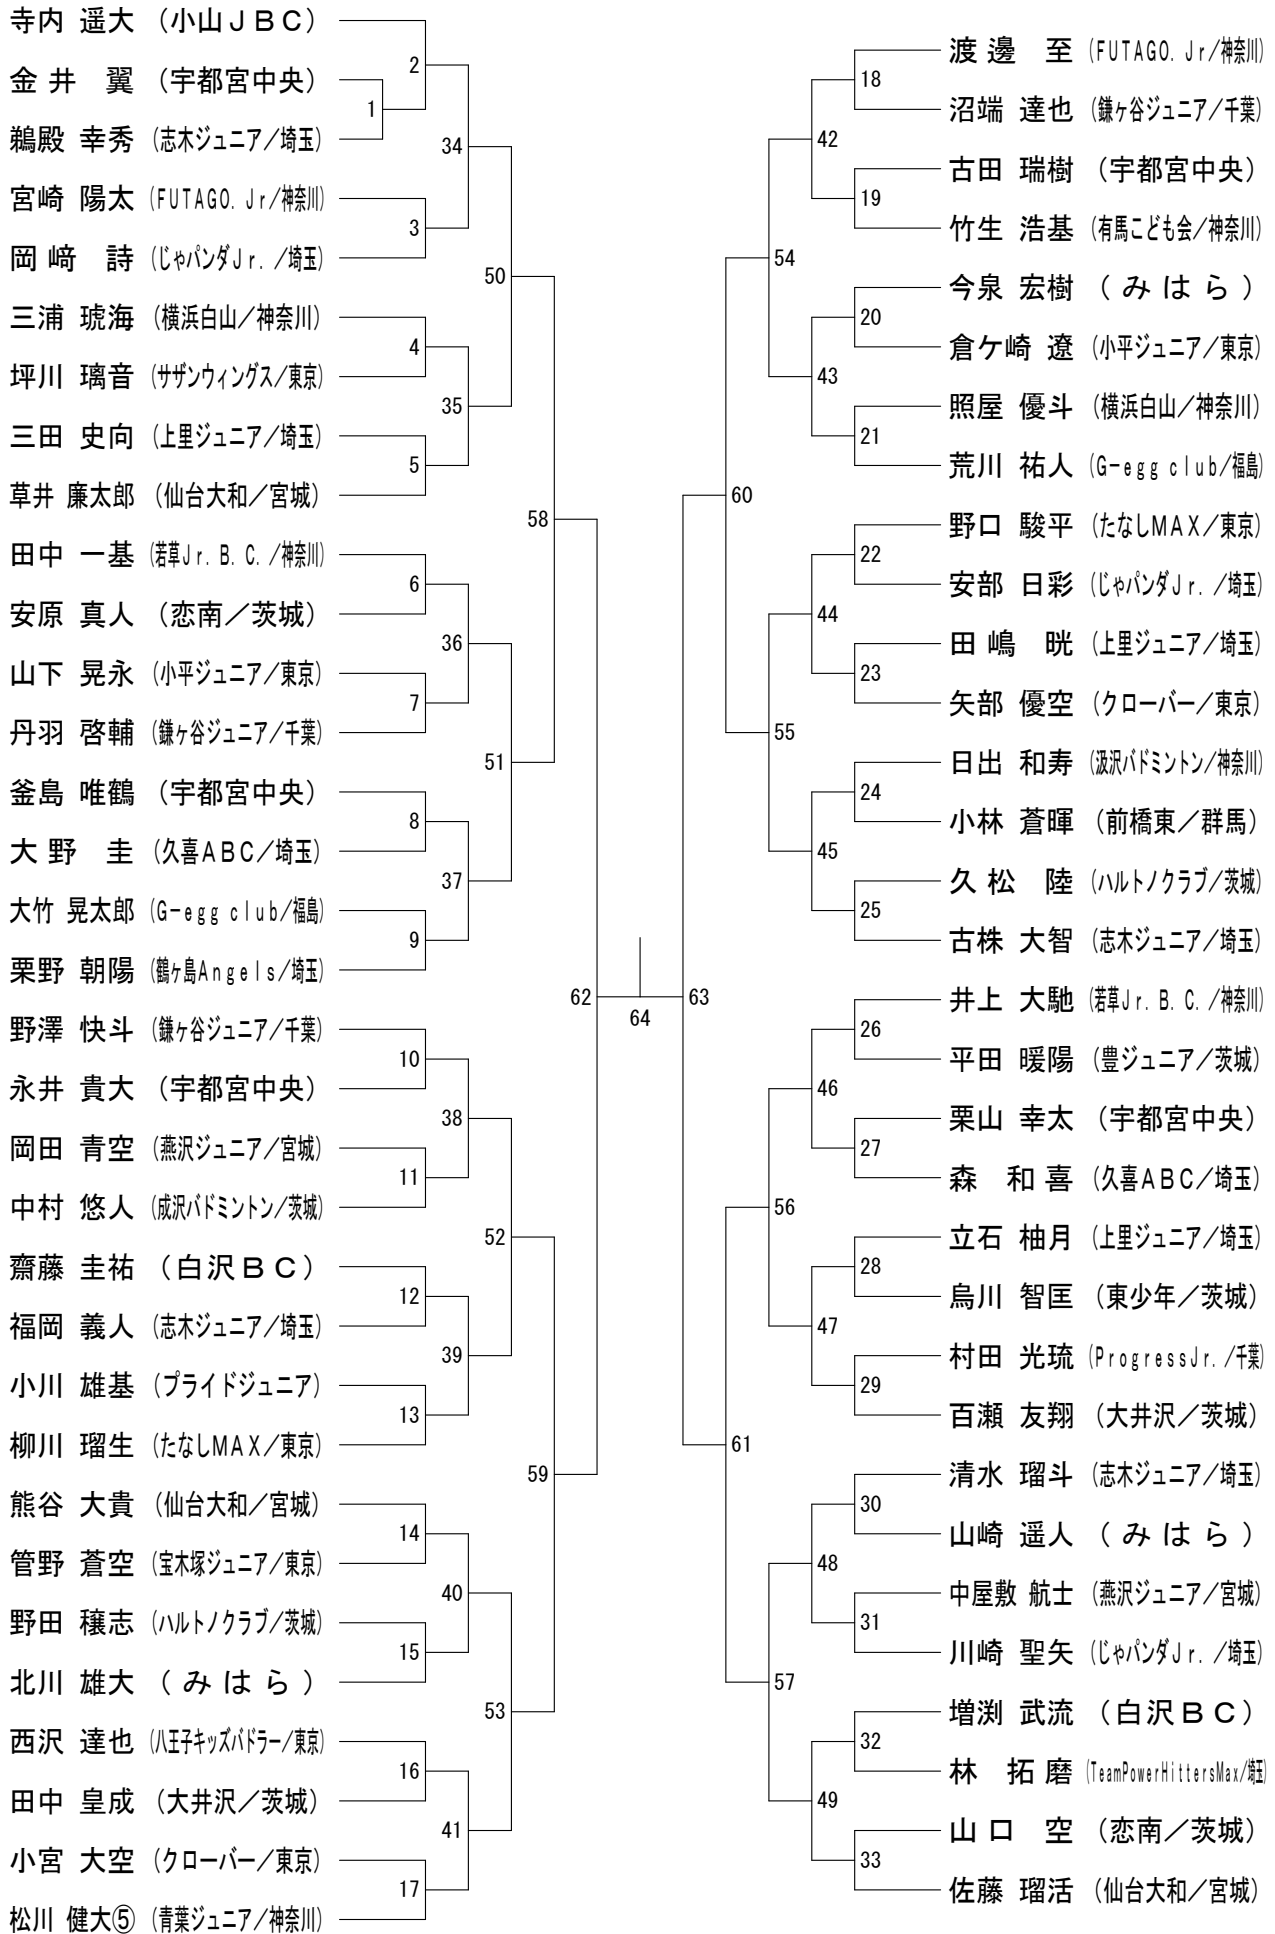 寺内 遥大 (小山ＪＢＣ)
金井 翼 (宇都宮中央)
鵜殿 幸秀 (志木ジュニア／埼玉)
宮崎 陽太 (FUTAGO. Jr／神奈川)
岡﨑 詩 (じゃパンダJr. ／埼玉)
三浦 琥海 (横浜白山／神奈川)
坪川 璃音 (サザンウィングス／東京)
三田 史向 (上里ジュニア／埼玉)
草井 廉太郎 (仙台大和／宮城)
田中 一基 (若草Jr. B. C. ／神奈川)
安原 真人 (恋南／茨城)
山下 晃永 (小平ジュニア／東京)
丹羽 啓輔 (鎌ヶ谷ジュニア／千葉)
釜島 唯鶴 (宇都宮中央)
大野 圭 (久喜ABC／埼玉)
大竹 晃太郎 (G-egg club／福島)
栗野 朝陽 (鶴ヶ島Angels／埼玉)
野澤 快斗 (鎌ヶ谷ジュニア／千葉)
永井 貴大 (宇都宮中央)
岡田 青空 (燕沢ジュニア／宮城)
中村 悠人 (成沢バドミントン／茨城)
齋藤 圭祐 (白沢ＢＣ)
福岡 義人 (志木ジュニア／埼玉)
小川 雄基 (プライドジュニア)
柳川 瑠生 (たなしMAX／東京)
熊谷 大貴 (仙台大和／宮城)
管野 蒼空 (宝木塚ジュニア／東京)
野田 穣志 (ハルトノクラブ／茨城)
北川 雄大 (みはら)
西沢 達也 (八王子キッズバドラー／東京)
田中 皇成 (大井沢／茨城)
小宮 大空 (クローバー／東京)
松川 健大⑤ (青葉ジュニア／神奈川)
1
2
3
4
5
6
7
8
9
10
11
12
13
14
15
16
17
34
35
36
37
38
39
40
41
50
51
52
53
58
59
62
64
63
60
61
54
55
56
57
42
43
44
45
46
47
48
49
18
19
20
21
22
23
24
25
26
27
28
29
30
31
32
33
渡邊 至 (FUTAGO. Jr／神奈川)
沼端 達也 (鎌ヶ谷ジュニア／千葉)
古田 瑞樹 (宇都宮中央)
竹生 浩基 (有馬こども会／神奈川)
今泉 宏樹 (みはら)
倉ケ崎 遼 (小平ジュニア／東京)
照屋 優斗 (横浜白山／神奈川)
荒川 祐人 (G-egg club／福島)
野口 駿平 (たなしMAX／東京)
安部 日彩 (じゃパンダJr. ／埼玉)
田嶋 晄 (上里ジュニア／埼玉)
矢部 優空 (クローバー／東京)
日出 和寿 (汲沢バドミントン／神奈川)
小林 蒼暉 (前橋東／群馬)
久松 陸 (ハルトノクラブ／茨城)
古株 大智 (志木ジュニア／埼玉)
井上 大馳 (若草Jr. B. C. ／神奈川)
平田 暖陽 (豊ジュニア／茨城)
栗山 幸太 (宇都宮中央)
森 和喜 (久喜ABC／埼玉)
立石 柚月 (上里ジュニア／埼玉)
烏川 智匡 (東少年／茨城)
村田 光琉 (ProgressJr. ／千葉)
百瀬 友翔 (大井沢／茨城)
清水 瑠斗 (志木ジュニア／埼玉)
山崎 遥人 (みはら)
中屋敷 航士 (燕沢ジュニア／宮城)
川崎 聖矢 (じゃパンダJr. ／埼玉)
増渕 武流 (白沢ＢＣ)
林 拓磨 (TeamPowerHittersMax／埼玉)
山口 空 (恋南／茨城)
佐藤 瑠活 (仙台大和／宮城)